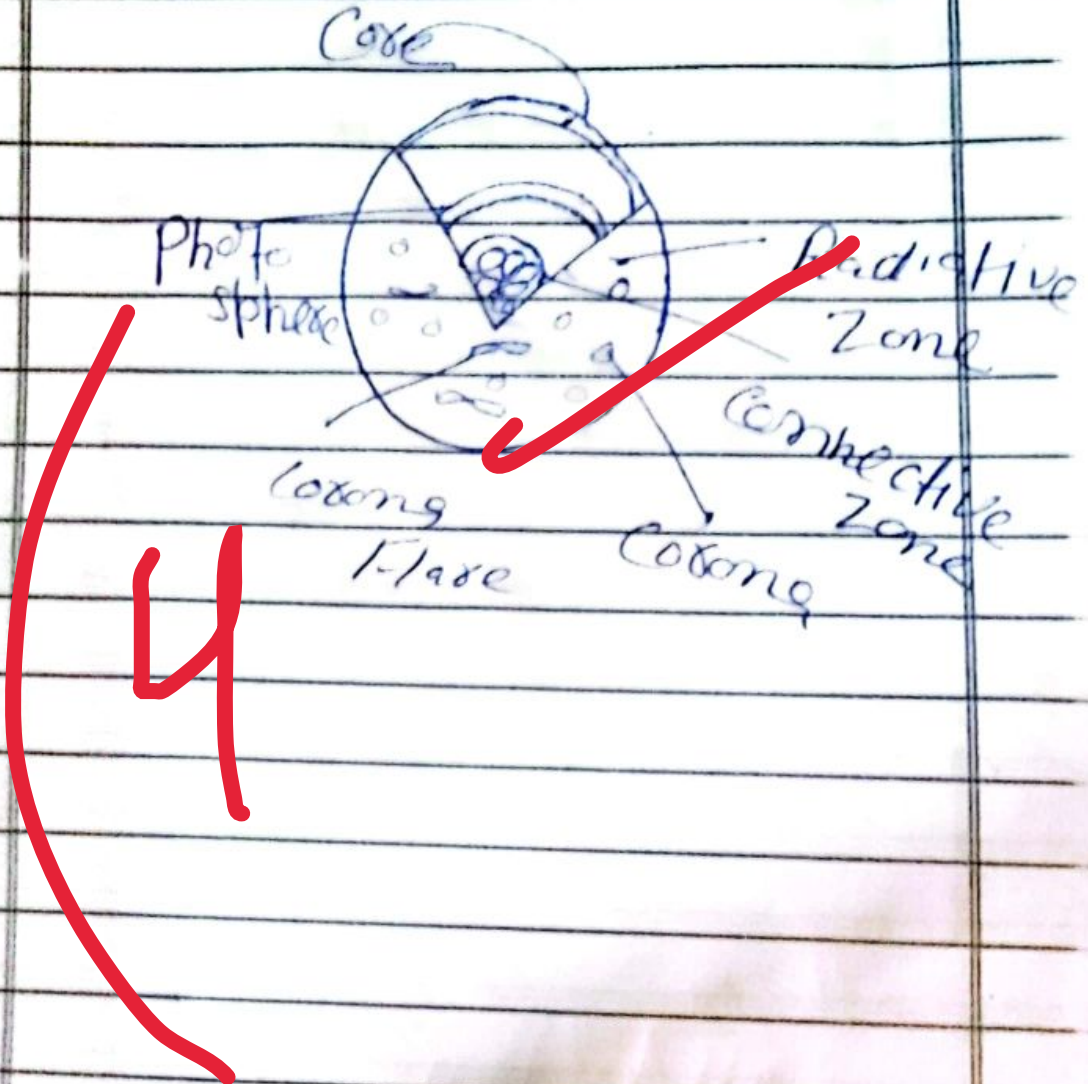 Core
Photo
sphere
Radiative
Zone
Connective
Zone
Corona
Flare
Corona
4